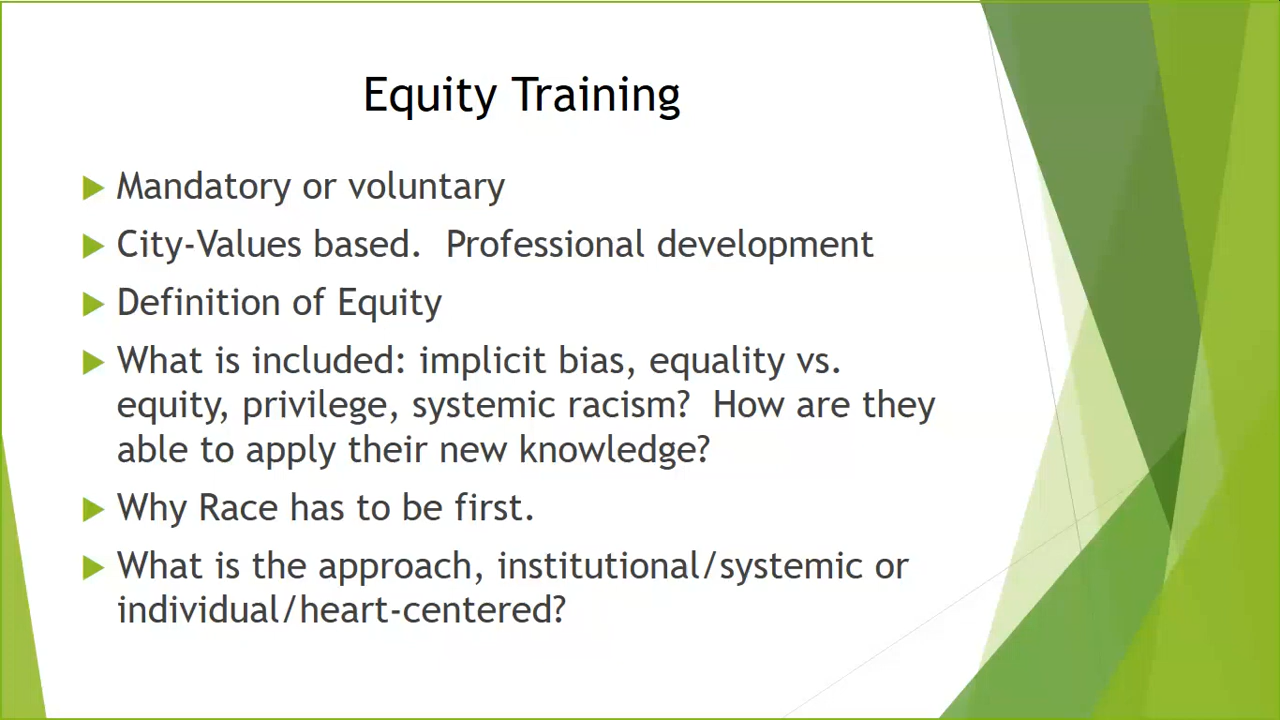 Equity Training
Mandatory or voluntary
City-Values based.  Professional development
Definition of Equity
What is included: implicit bias, equality vs.
equity, privilege, systemic racism?  How are they
able to apply their new knowledge?
Why Race has to be first.
What is the approach, institutional/systemic or
individual/heart-centered?